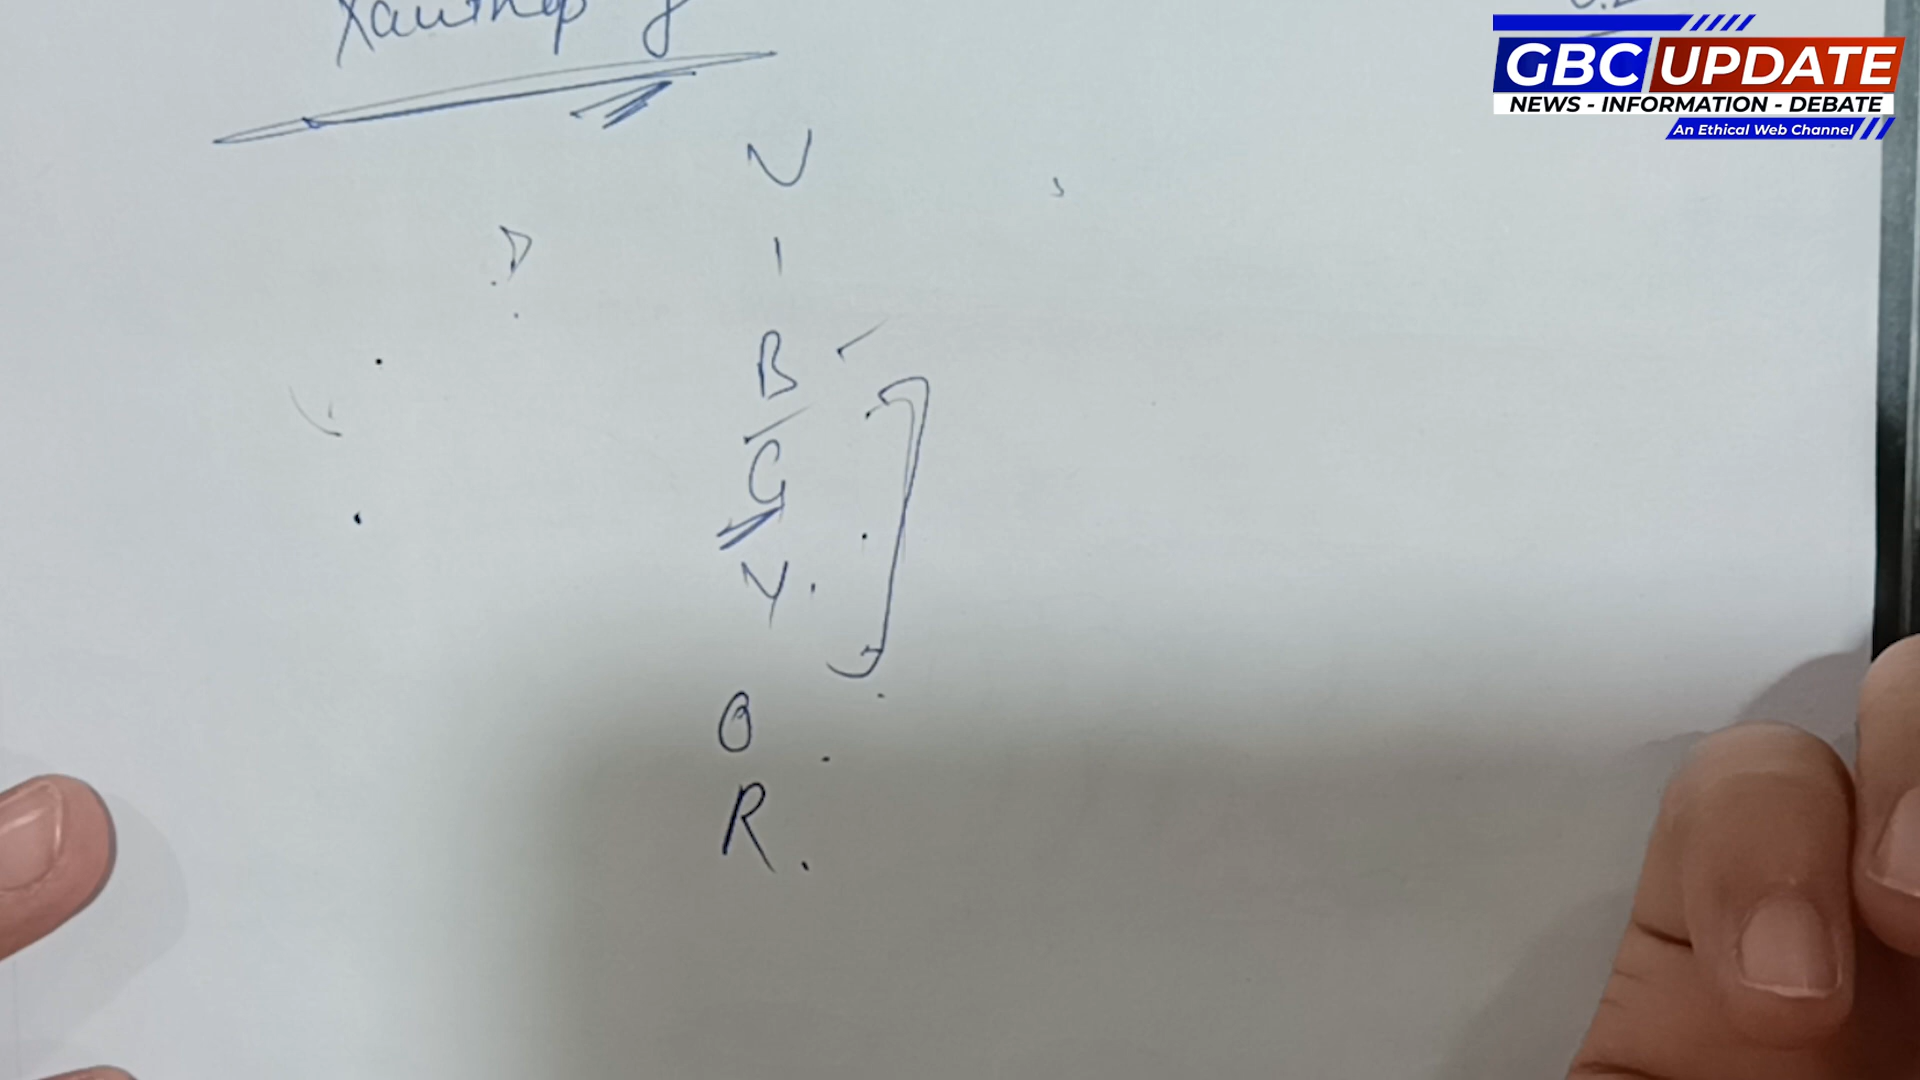 GBC UPDATE
NEWS - INFORMATION - DEBATE
An Ethical Web Channel
V
I
B
G
Y
O
R